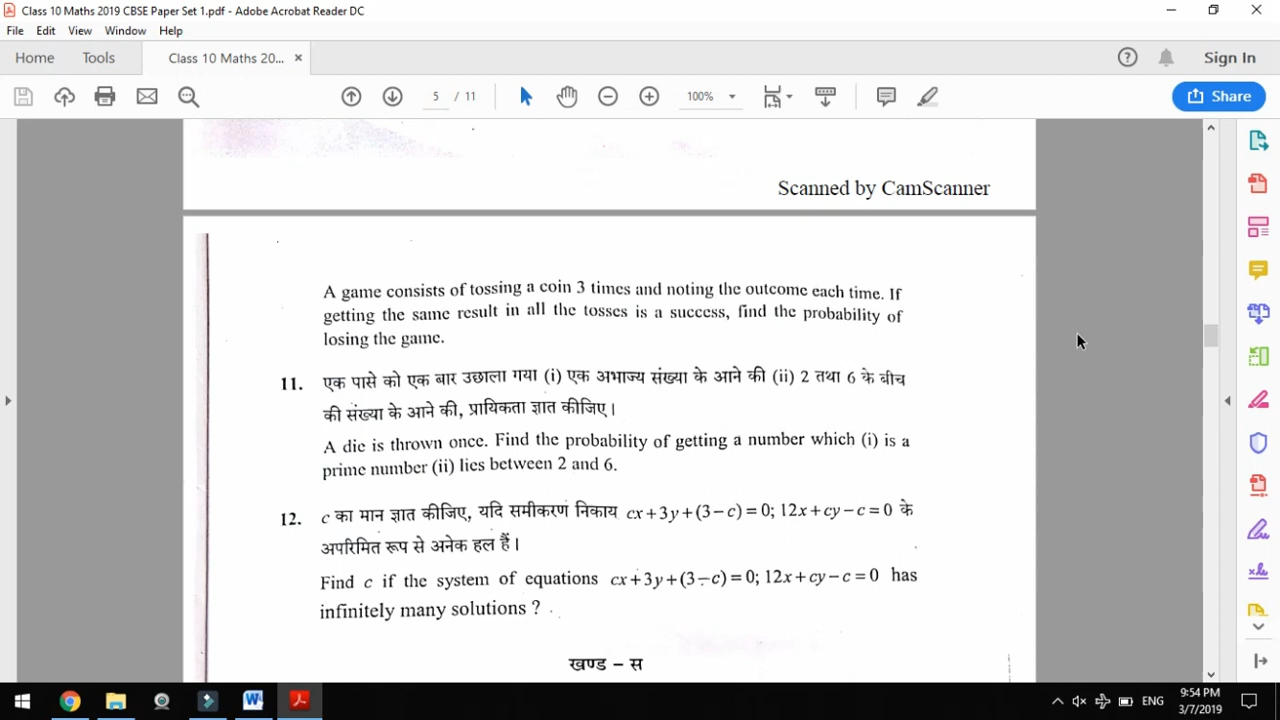 Class 10 Maths 2019 CBSE Paper Set 1.pdf - Adobe Acrobat Reader DC
File Edit View Window Help
Home Tools Class 10 Maths 20... × Sign In
5 / 11 100% Share
Scanned by CamScanner
A game consists of tossing a coin 3 times and noting the outcome each time. If
getting the same result in all the tosses is a success, find the probability of
losing the game.
11. एक पासे को एक बार उछाला गया (i) एक अभाज्य संख्या के आने की (ii) 2 तथा 6 के बीच
की संख्या के आने की, प्रायिकता ज्ञात कीजिए।
A die is thrown once. Find the probability of getting a number which (i) is a
prime number (ii) lies between 2 and 6.
12. c का मान ज्ञात कीजिए, यदि समीकरण निकाय cx+3y+(3-c)=0; 12x+cy-c=0 के
अपरिमित रूप से अनेक हल हैं।
Find c if the system of equations cx+3y+(3-c)=0; 12x+cy-c=0 has
infinitely many solutions ?
खण्ड – स
ENG 9:54 PM
3/7/2019